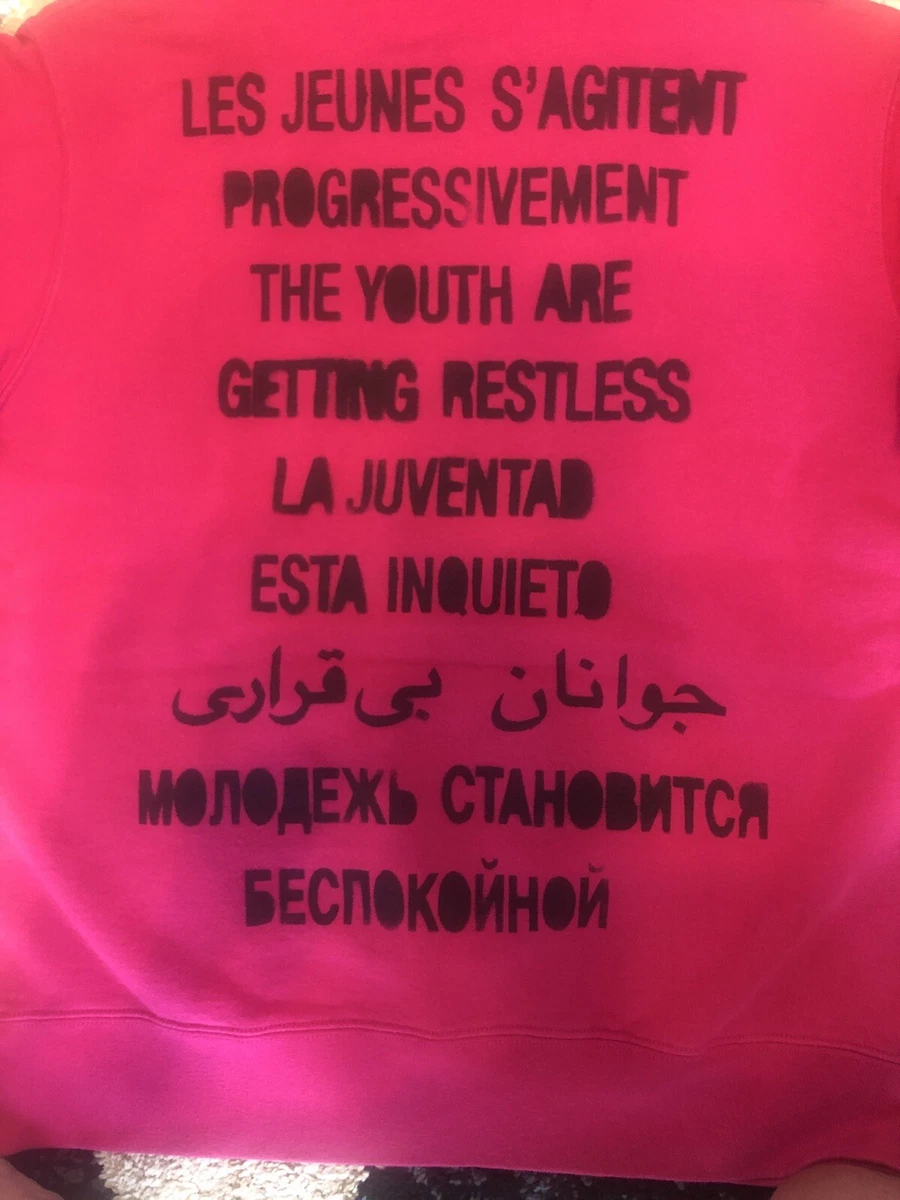 LES JEUNES S'AGITENT
PROGRESSIVEMENT
THE YOUTH ARE
GETTING RESTLESS
LA JUVENTAD
ESTA INQUIETO
جوانان بی‌قراری
МОЛОДЕЖЬ СТАНОВИТСЯ
БЕСПОКОЙНОЙ